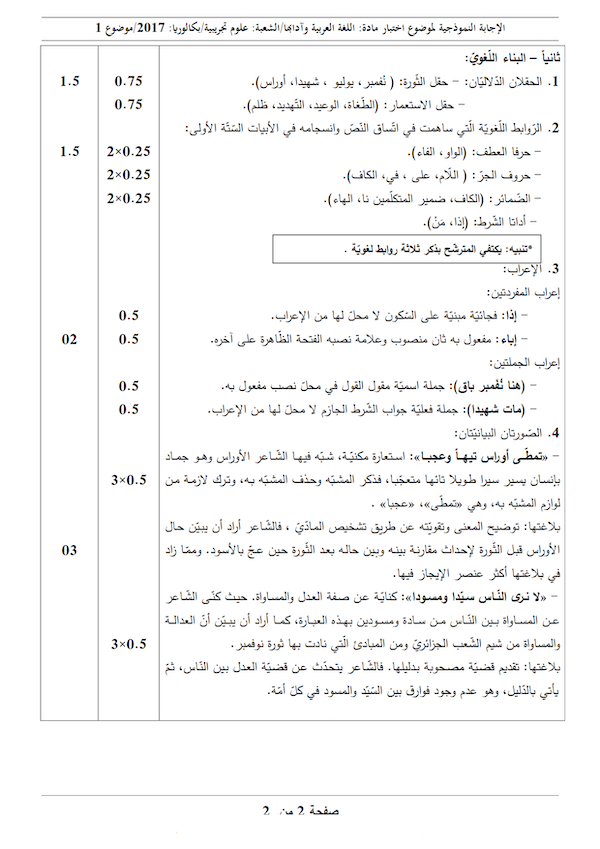 الإجابة النموذجية لموضوع اختبار مادة: اللغة العربية وآدابها/الشعبة: علوم تجريبية/بكالوريا: 2017/موضوع 1
ثانياً – البناء اللّغويّ:
1. الحقلان الدّلاليّان: – حقل الثّورة: ( نُفمبر، يوليو ، شهيدا، أوراس). 0.75 1.5
– حقل الاستعمار: (الطّغاة، الوعيد، التّهديد، ظلم). 0.75
2. الرّوابط اللّغويّة الّتي ساهمت في اتّساق النّصّ وانسجامه في الأبيات السّتّة الأولى:
– حرفا العطف: (الواو، الفاء). 2×0.25 1.5
– حروف الجرّ: ( اللّام، على ، في، الكاف). 2×0.25
– الضّمائر: (الكاف، ضمير المتكلّمين نا، الهاء). 2×0.25
– أداتا الشّرط: (إذا، مَنْ).
*تنبيه: يكتفي المترشّح بذكر ثلاثة روابط لغويّة .
3. الإعراب:
إعراب المفردتين:
– إذا: فجائيّة مبنيّة على السّكون لا محلّ لها من الإعراب. 0.5
– إباء: مفعول به ثان منصوب وعلامة نصبه الفتحة الظّاهرة على آخره. 0.5 02
إعراب الجملتين:
– (هنا نُفمبر باق): جملة اسميّة مقول القول في محلّ نصب مفعول به. 0.5
– (مات شهيدا): جملة فعليّة جواب الشّرط الجازم لا محلّ لها من الإعراب. 0.5
4. الصّورتان البيانيّتان:
– «تمطّى أوراس تيهاً وعجبا»: استعارة مكنيّة، شبّه فيها الشّاعر الأوراس وهو جماد
بإنسان يسير سيرا طويلا تائها متعجّبا، فذكر المشبّه وحذف المشبّه به، وترك لازمة من 3×0.5
لوازم المشبّه به، وهي «تمطّى»، «عجبا» .
بلاغتها: توضيح المعنى وتقويّته عن طريق تشخيص المادّيّ ، فالشّاعر أراد أن يبيّن حال
الأوراس قبل الثّورة لإحداث مقارنة بينه وبين حاله بعد الثّورة حين عجّ بالأسود. وممّا زاد 03
في بلاغتها أكثر عنصر الإيجاز فيها.
– «لا نرى النّاس سيّدا ومسودا»: كنايّة عن صفة العدل والمساواة. حيث كنّى الشّاعر
عن المساواة بين النّاس من سادة ومسودين بهذه العبارة، كما أراد أن يبيّن أنّ العدالة
والمساواة من شيم الشّعب الجزائريّ ومن المبادئ الّتي نادت بها ثورة نوفمبر. 3×0.5
بلاغتها: تقديم قضيّة مصحوبة بدليلها. فالشّاعر يتحدّث عن قضيّة العدل بين النّاس، ثمّ
يأتي بالدّليل، وهو عدم وجود فوارق بين السّيّد والمسود في كلّ أمّة.
صفحة 2 من 2